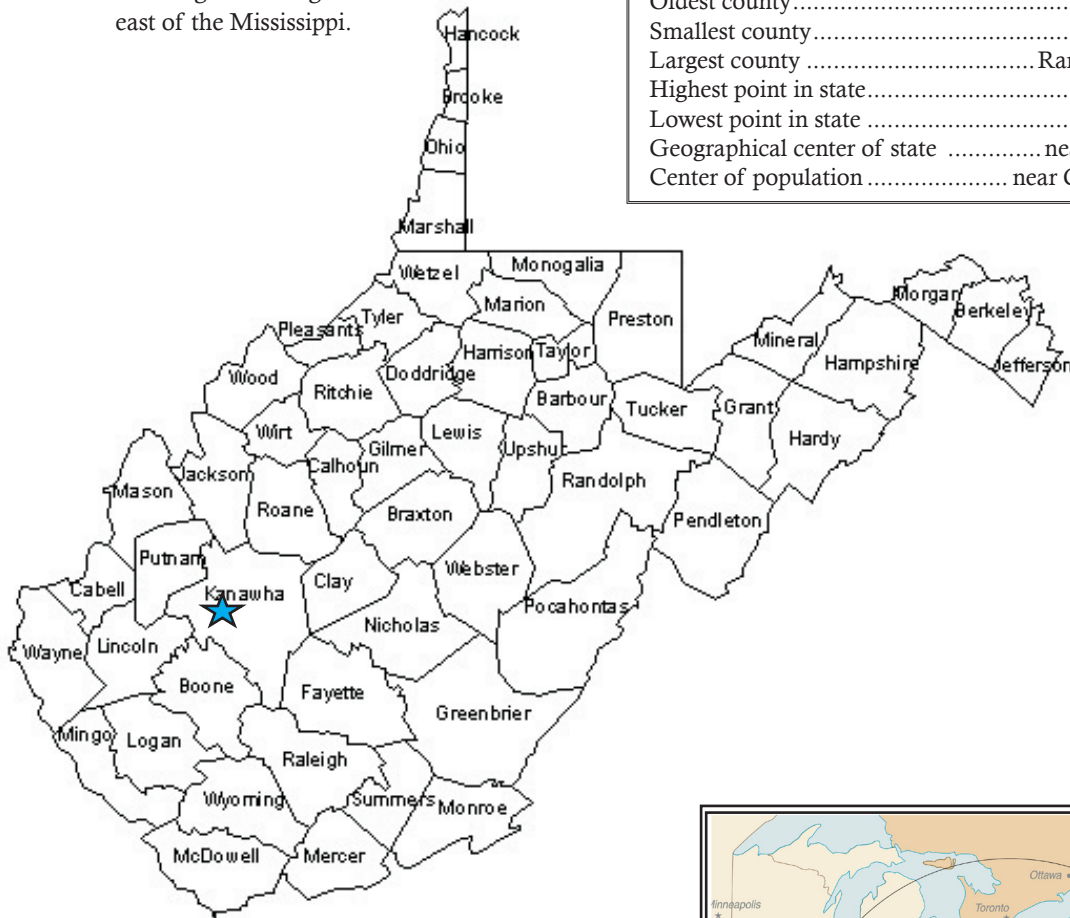 east of the Mississippi.
Oldest county
Smallest county
Largest county
Highest point in state
Lowest point in state
Geographical center of state
Center of population near
Hancock
Brooke
Ohio
Marshall
Wetzel
Monogalia
Marion
Preston
Tyler
Pleasants
Harrison
Taylor
Doddridge
Ritchie
Wood
Barbour
Tucker
Grant
Mineral
Hampshire
Morgan
Berkeley
Jefferson
Hardy
Wirt
Gilmer
Lewis
Upshur
Calhoun
Jackson
Randolph
Mason
Roane
Braxton
Pendleton
Putnam
Kanawha
Clay
Webster
Cabell
Pocahontas
Nicholas
Wayne
Lincoln
Boone
Fayette
Greenbrier
Mingo
Logan
Raleigh
Wyoming
Summers
Monroe
McDowell
Mercer
Ottawa
Toronto